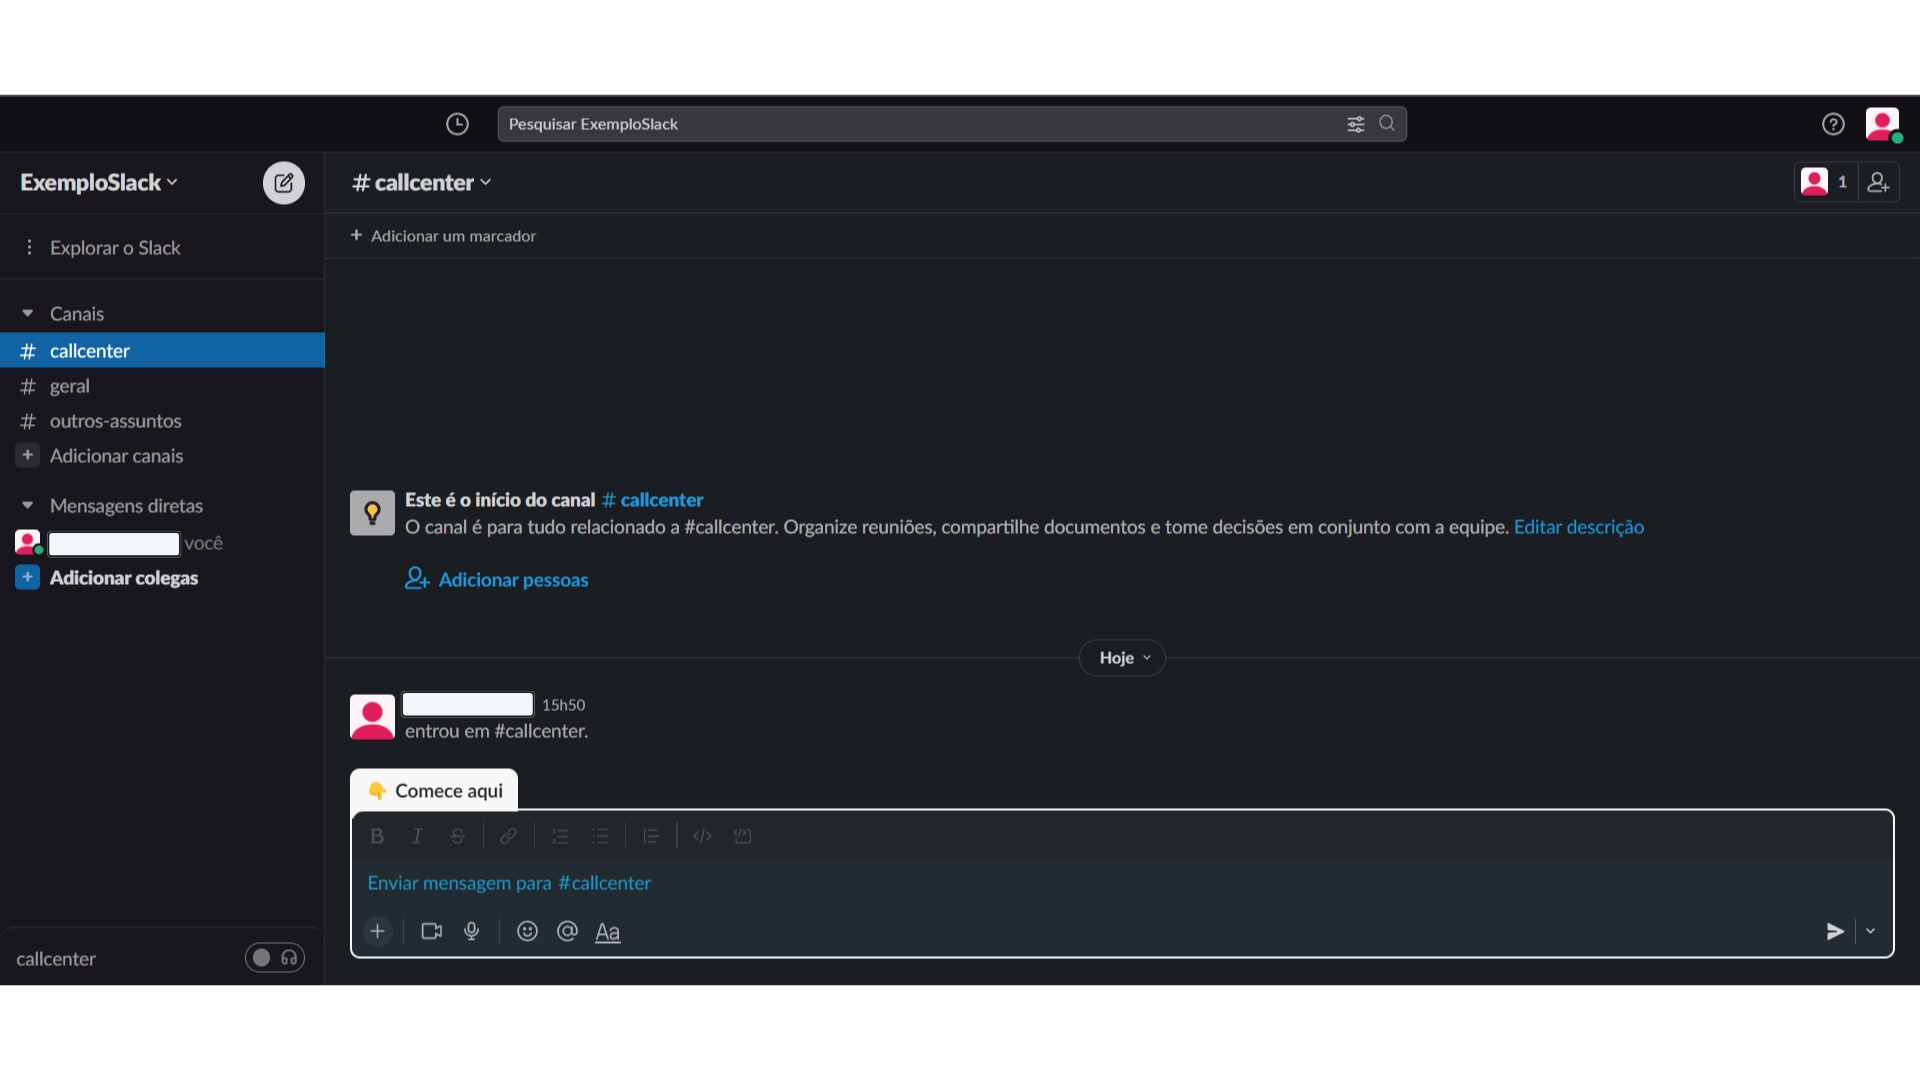 Pesquisar ExemploSlack
ExemploSlack
# callcenter
1
Adicionar um marcador
Explorar o Slack
Canais
# callcenter
# geral
# outros-assuntos
+ Adicionar canais
Mensagens diretas
você
+ Adicionar colegas
Este é o início do canal # callcenter
O canal é para tudo relacionado a #callcenter. Organize reuniões, compartilhe documentos e tome decisões em conjunto com a equipe. Editar descrição
Adicionar pessoas
Hoje
15h50
entrou em #callcenter.
Comece aqui
B I S
Enviar mensagem para #callcenter
Aa
callcenter